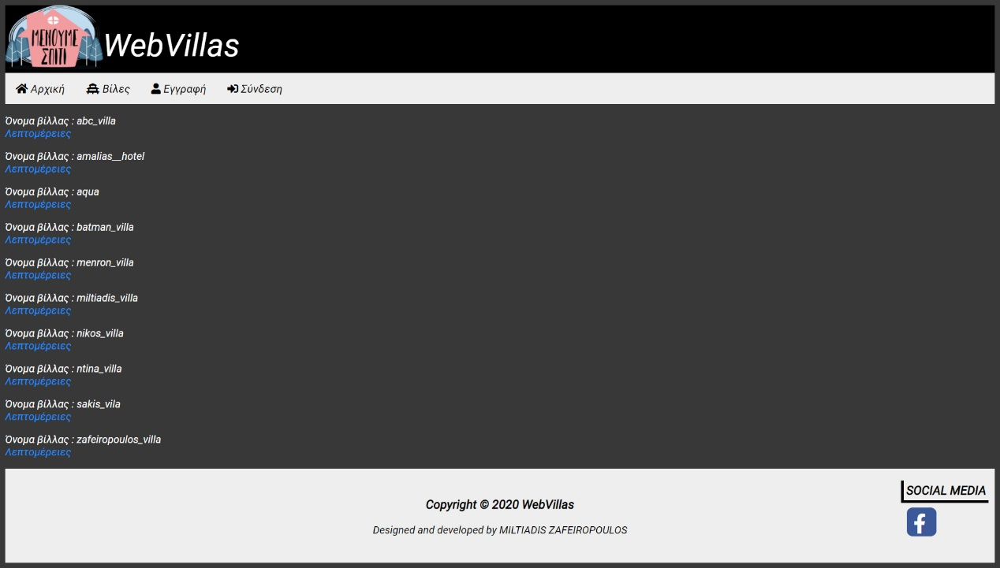 ΜΕΝΟΥΜΕ
ΣΠΙΤΙ
WebVillas
Αρχική Βίλες Εγγραφή Σύνδεση
Όνομα βίλλας : abc_villa
Λεπτομέρειες
Όνομα βίλλας : amalias__hotel
Λεπτομέρειες
Όνομα βίλλας : aqua
Λεπτομέρειες
Όνομα βίλλας : batman_villa
Λεπτομέρειες
Όνομα βίλλας : menron_villa
Λεπτομέρειες
Όνομα βίλλας : miltiadis_villa
Λεπτομέρειες
Όνομα βίλλας : nikos_villa
Λεπτομέρειες
Όνομα βίλλας : ntina_villa
Λεπτομέρειες
Όνομα βίλλας : sakis_vila
Λεπτομέρειες
Όνομα βίλλας : zafeiropoulos_villa
Λεπτομέρειες
SOCIAL MEDIA
Copyright © 2020 WebVillas
Designed and developed by MILTIADIS ZAFEIROPOULOS